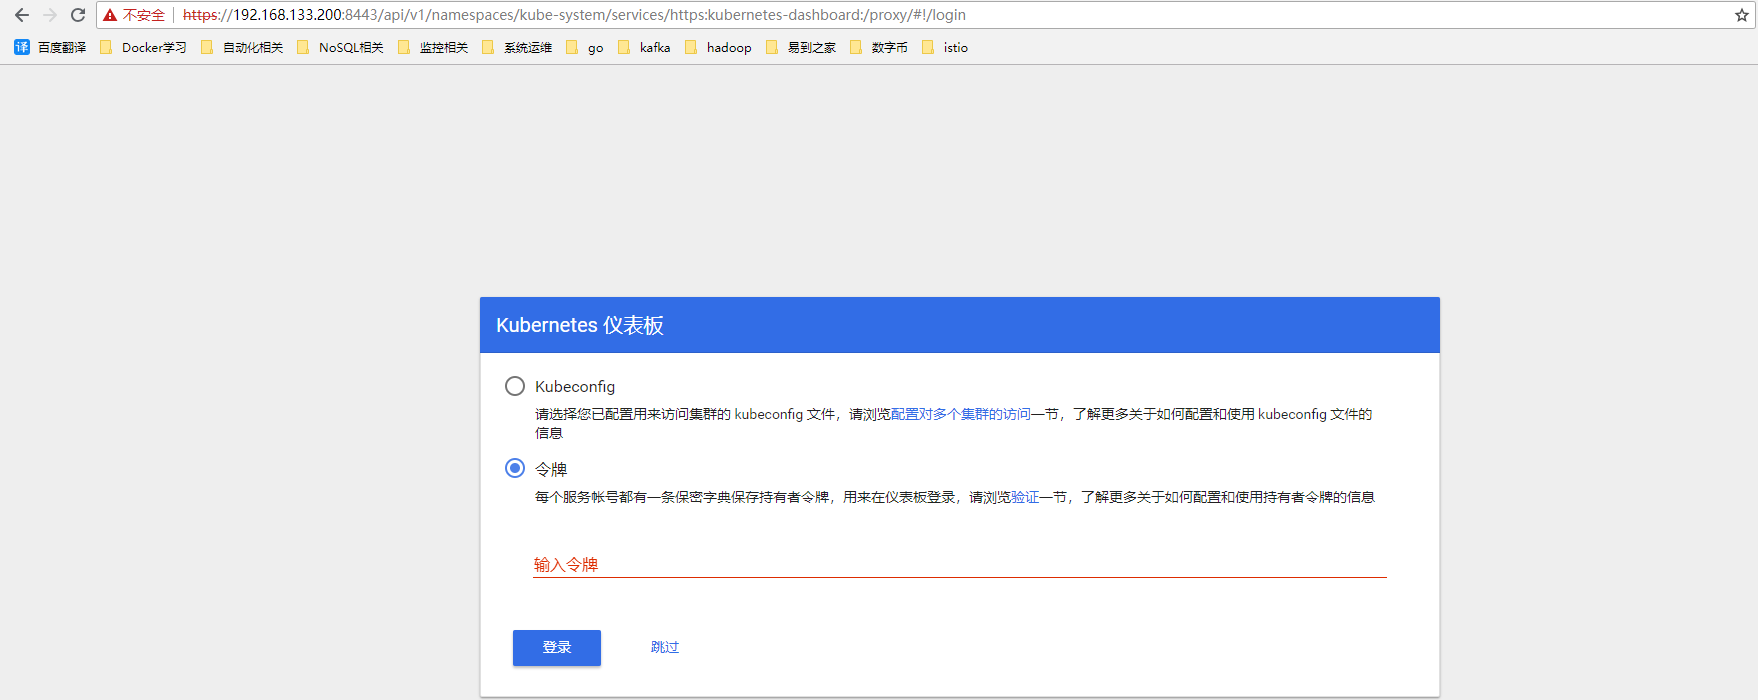 不安全 https://192.168.133.200:8443/api/v1/namespaces/kube-system/services/https:kubernetes-dashboard:/proxy/#!/login
译 百度翻译 Docker学习 自动化相关 NoSQL相关 监控相关 系统运维 go kafka hadoop 易到之家 数字币 istio
Kubernetes 仪表板
Kubeconfig
请选择您已配置用来访问集群的 kubeconfig 文件，请浏览配置对多个集群的访问一节，了解更多关于如何配置和使用 kubeconfig 文件的
信息
令牌
每个服务帐号都有一条保密字典保存持有者令牌，用来在仪表板登录，请浏览验证一节，了解更多关于如何配置和使用持有者令牌的信息
输入令牌
登录 跳过